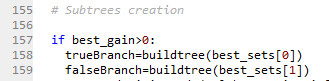 155 # Subtrees creation
156
157 if best_gain>0:
158 trueBranch=buildtree(best_sets[0])
159 falseBranch=buildtree(best_sets[1])